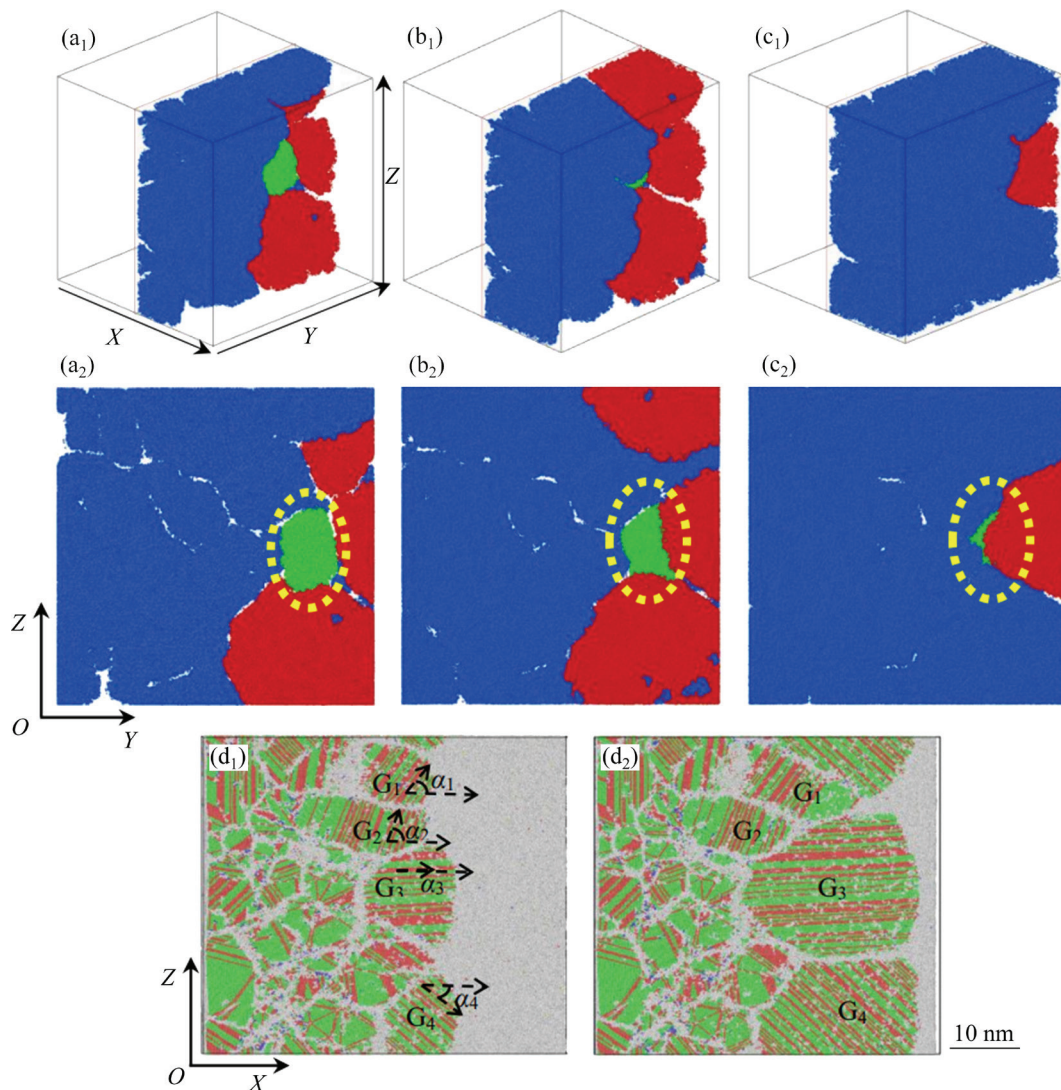 (a₁)
(b₁)
(c₁)
Z
X
Y
(a₂)
(b₂)
(c₂)
Z
O
Y
(d₁)
(d₂)
G₁
α₁
G₂
α₂
G₃
α₃
G₄
α₄
G₁
G₂
G₃
G₄
Z
O
X
10 nm